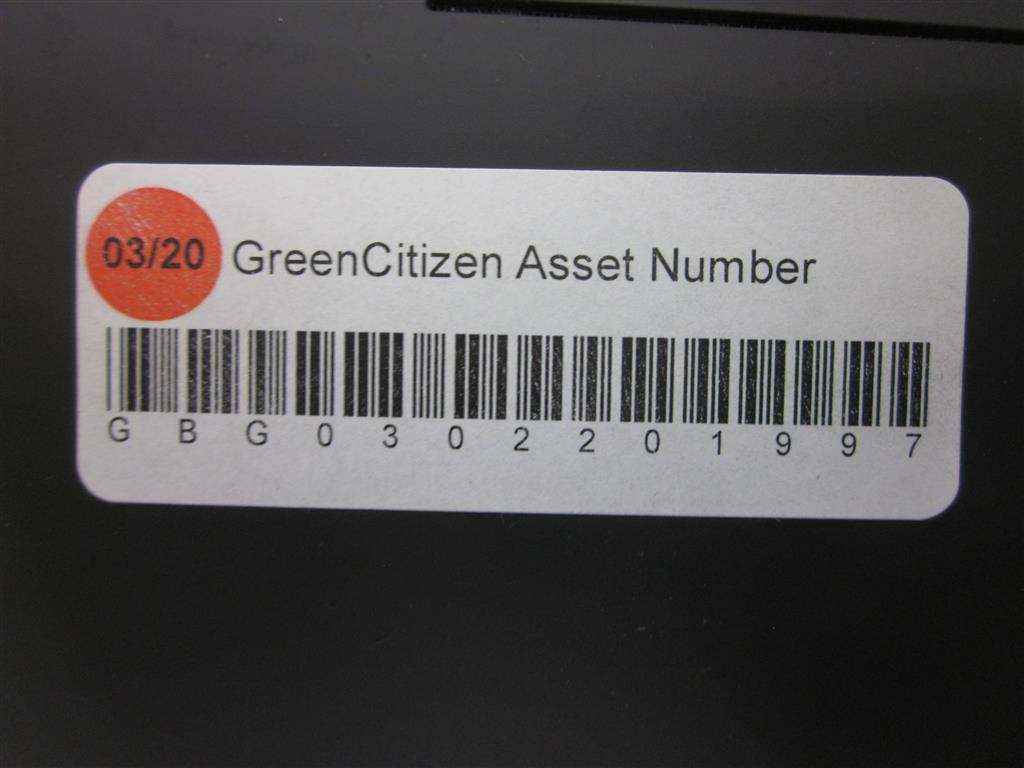 03/20 GreenCitizen Asset Number
G B G 0 3 0 2 2 0 1 9 9 7